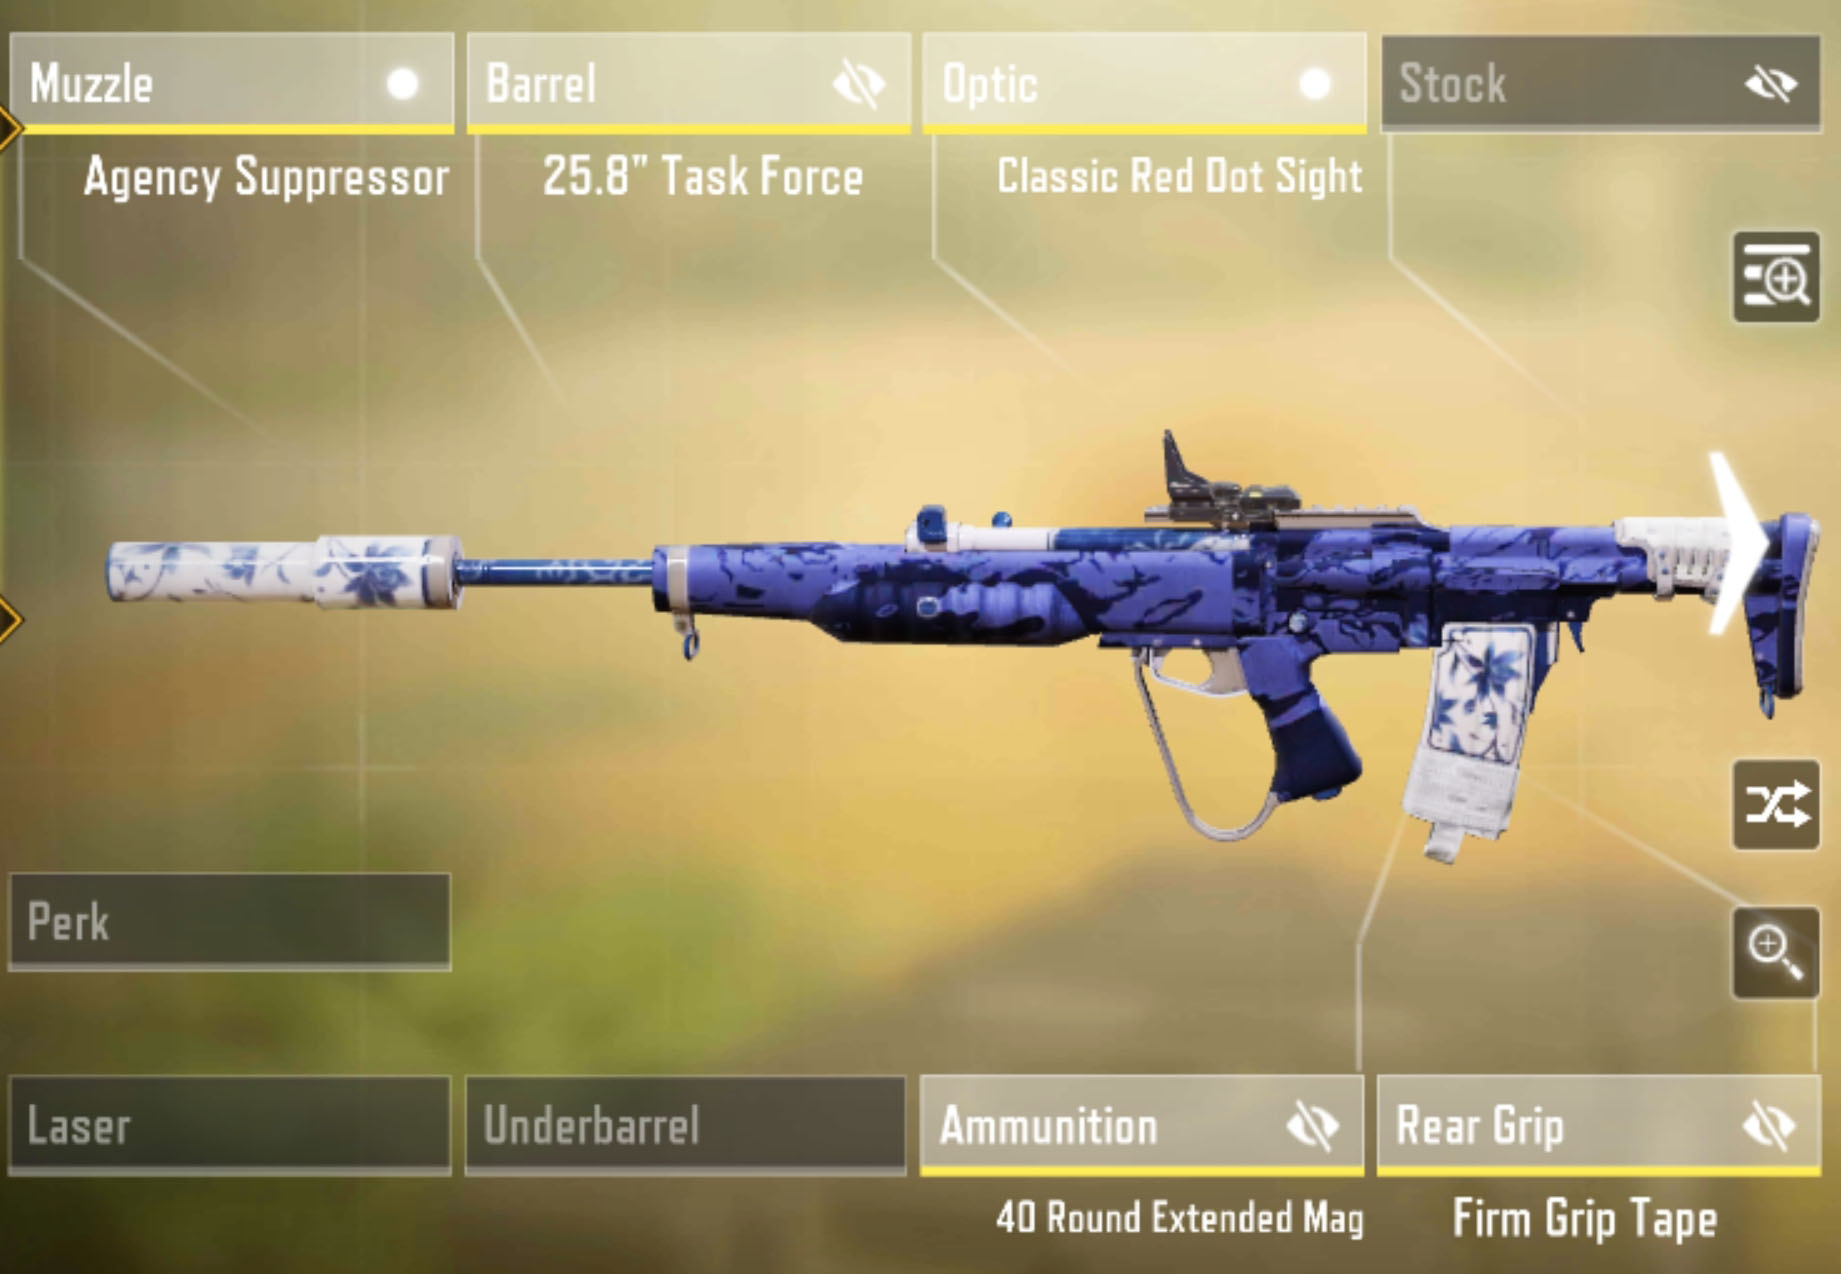 Muzzle
Barrel
Optic
Stock
Agency Suppressor
25.8" Task Force
Classic Red Dot Sight
Perk
Laser
Underbarrel
Ammunition
Rear Grip
40 Round Extended Mag
Firm Grip Tape